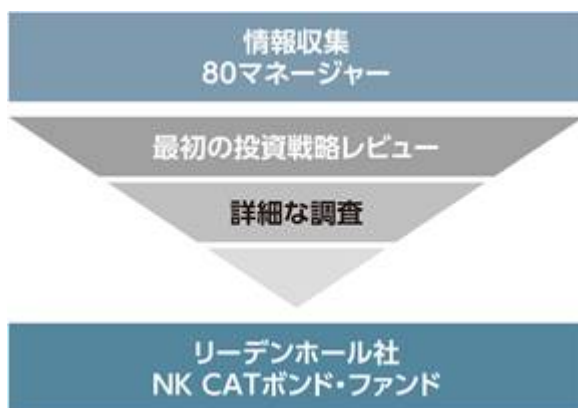 情報収集
80マネージャー
最初の投資戦略レビュー
詳細な調査
リーデンホール社
NK CATボンド・ファンド